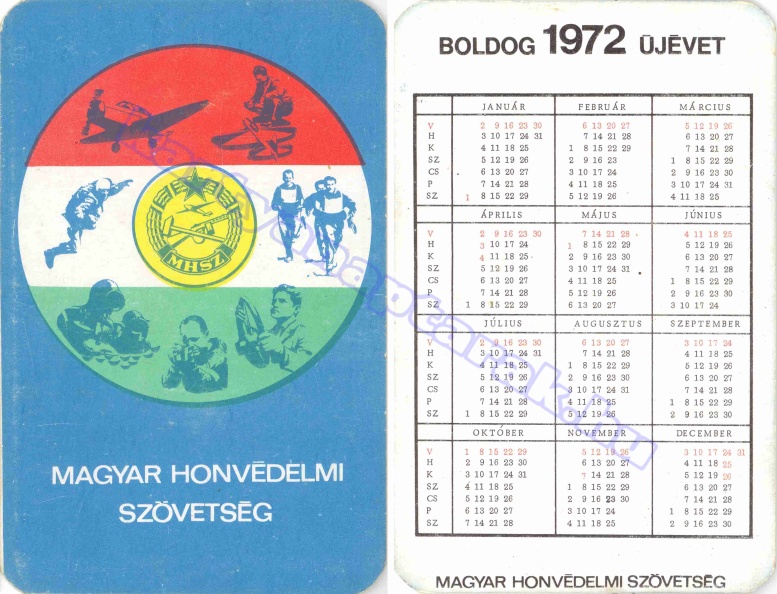 MHSZ
MAGYAR HONVÉDELMI
SZÖVETSÉG
BOLDOG 1972 ÚJÉVET
JANUÁR FEBRUÁR MÁRCIUS
V 2 9 16 23 30 6 13 20 27 5 12 19 26
H 3 10 17 24 31 7 14 21 28 6 13 20 27
K 4 11 18 25 1 8 15 22 29 7 14 21 28
SZ 5 12 19 26 2 9 16 23 1 8 15 22 29
CS 6 13 20 27 3 10 17 24 2 9 16 23 30
P 7 14 21 28 4 11 18 25 3 10 17 24 31
SZ 1 8 15 22 29 5 12 19 26 4 11 18 25
ÁPRILIS MÁJUS JÚNIUS
V 2 9 16 23 30 7 14 21 28 4 11 18 25
H 3 10 17 24 1 8 15 22 29 5 12 19 26
K 4 11 18 25 2 9 16 23 30 6 13 20 27
SZ 5 12 19 26 3 10 17 24 31 7 14 21 28
CS 6 13 20 27 4 11 18 25 1 8 15 22 29
P 7 14 21 28 5 12 19 26 2 9 16 23 30
SZ 1 8 15 22 29 6 13 20 27 3 10 17 24
JÚLIUS AUGUSZTUS SZEPTEMBER
V 2 9 16 23 30 6 13 20 27 3 10 17 24
H 3 10 17 24 31 7 14 21 28 4 11 18 25
K 4 11 18 25 1 8 15 22 29 5 12 19 26
SZ 5 12 19 26 2 9 16 23 30 6 13 20 27
CS 6 13 20 27 3 10 17 24 31 7 14 21 28
P 7 14 21 28 4 11 18 25 1 8 15 22 29
SZ 1 8 15 22 29 5 12 19 26 2 9 16 23 30
OKTÓBER NOVEMBER DECEMBER
V 1 8 15 22 29 5 12 19 26 3 10 17 24 31
H 2 9 16 23 30 6 13 20 27 4 11 18 25
K 3 10 17 24 31 7 14 21 28 5 12 19 26
SZ 4 11 18 25 1 8 15 22 29 6 13 20 27
CS 5 12 19 26 2 9 16 23 30 7 14 21 28
P 6 13 20 27 3 10 17 24 1 8 15 22 29
SZ 7 14 21 28 4 11 18 25 2 9 16 23 30
MAGYAR HONVÉDELMI SZÖVETSÉG
kartyanaptarak.hu